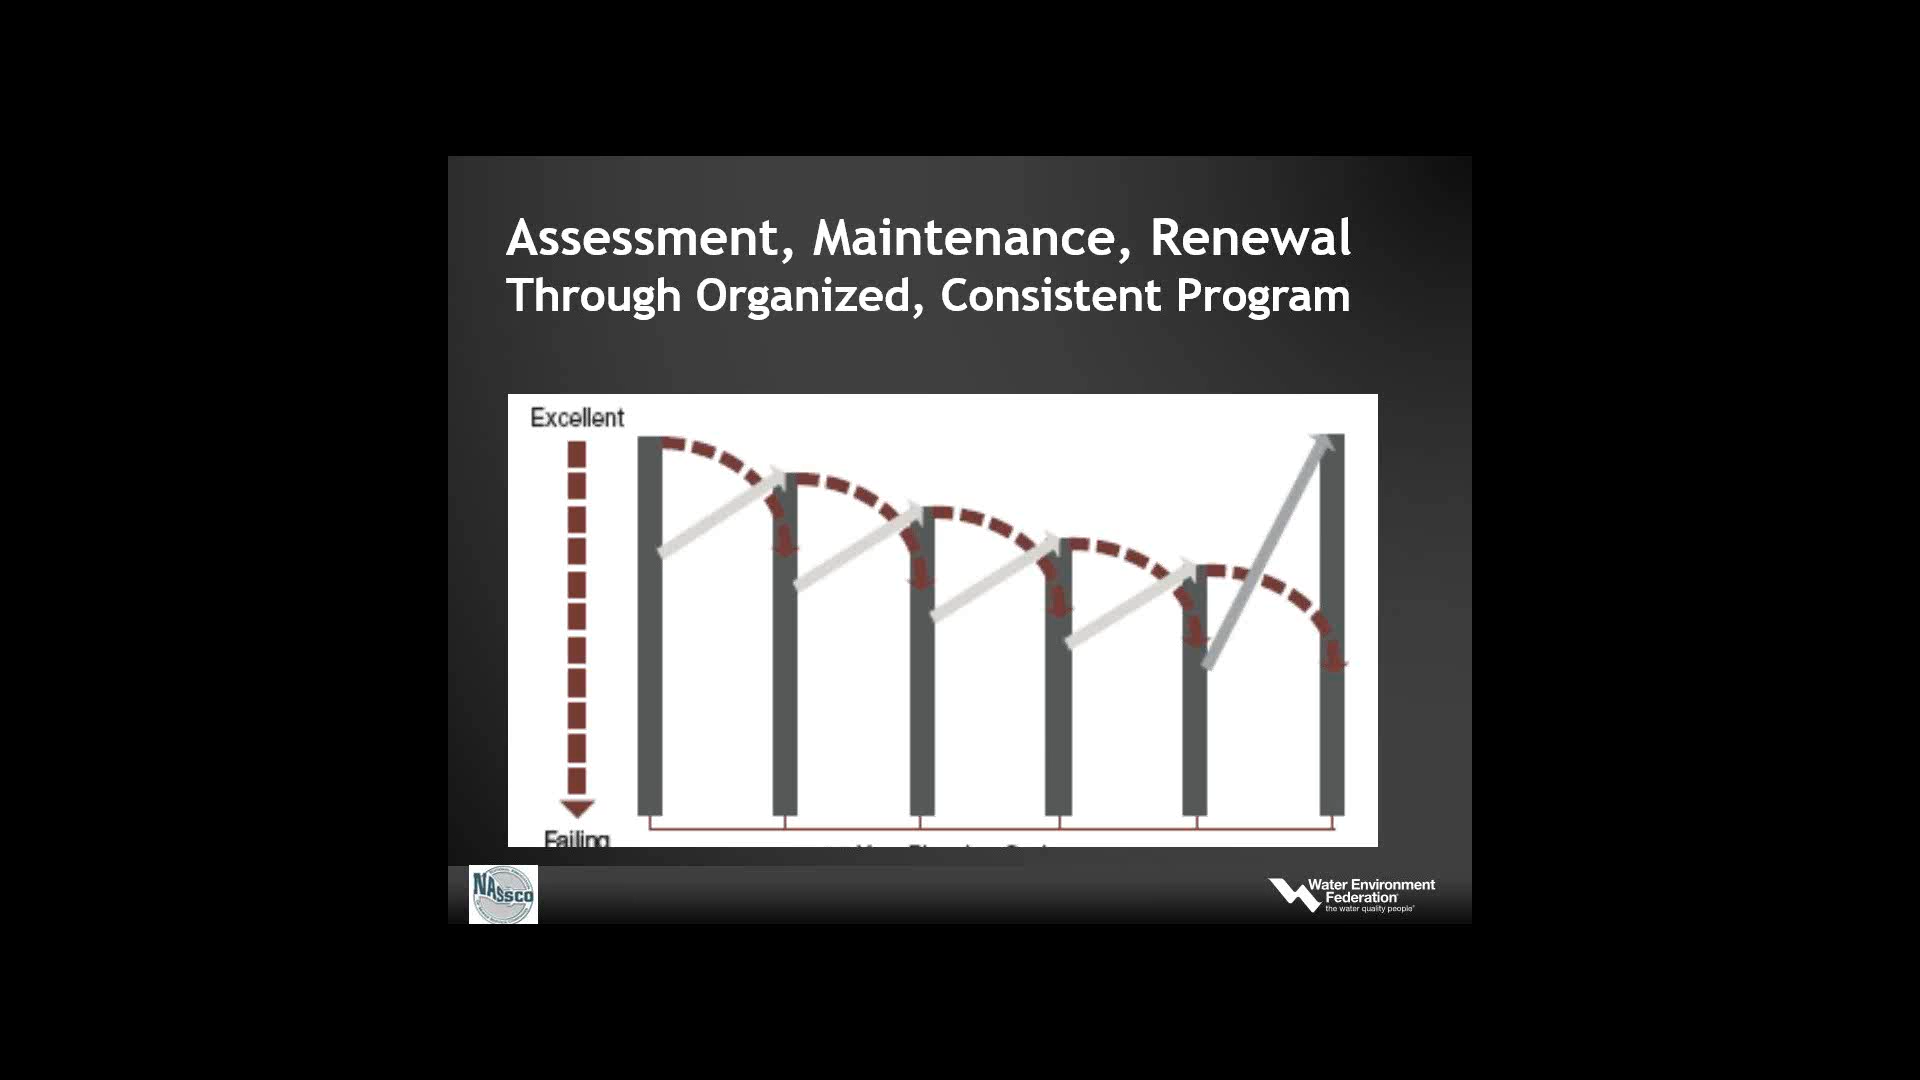 Assessment, Maintenance, Renewal
Through Organized, Consistent Program
Excellent
Failing
NASSCO
Water Environment
Federation
the water quality people